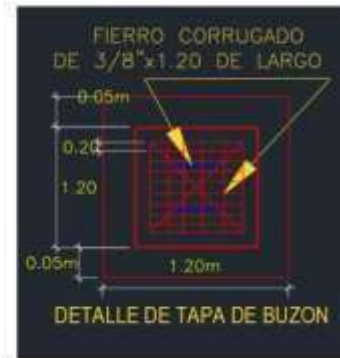 FIERRO CORRUGADO
DE 3/8"x1.20 DE LARGO
0.05m
0.20
1.20
0.05m
1.20m
DETALLE DE TAPA DE BUZON